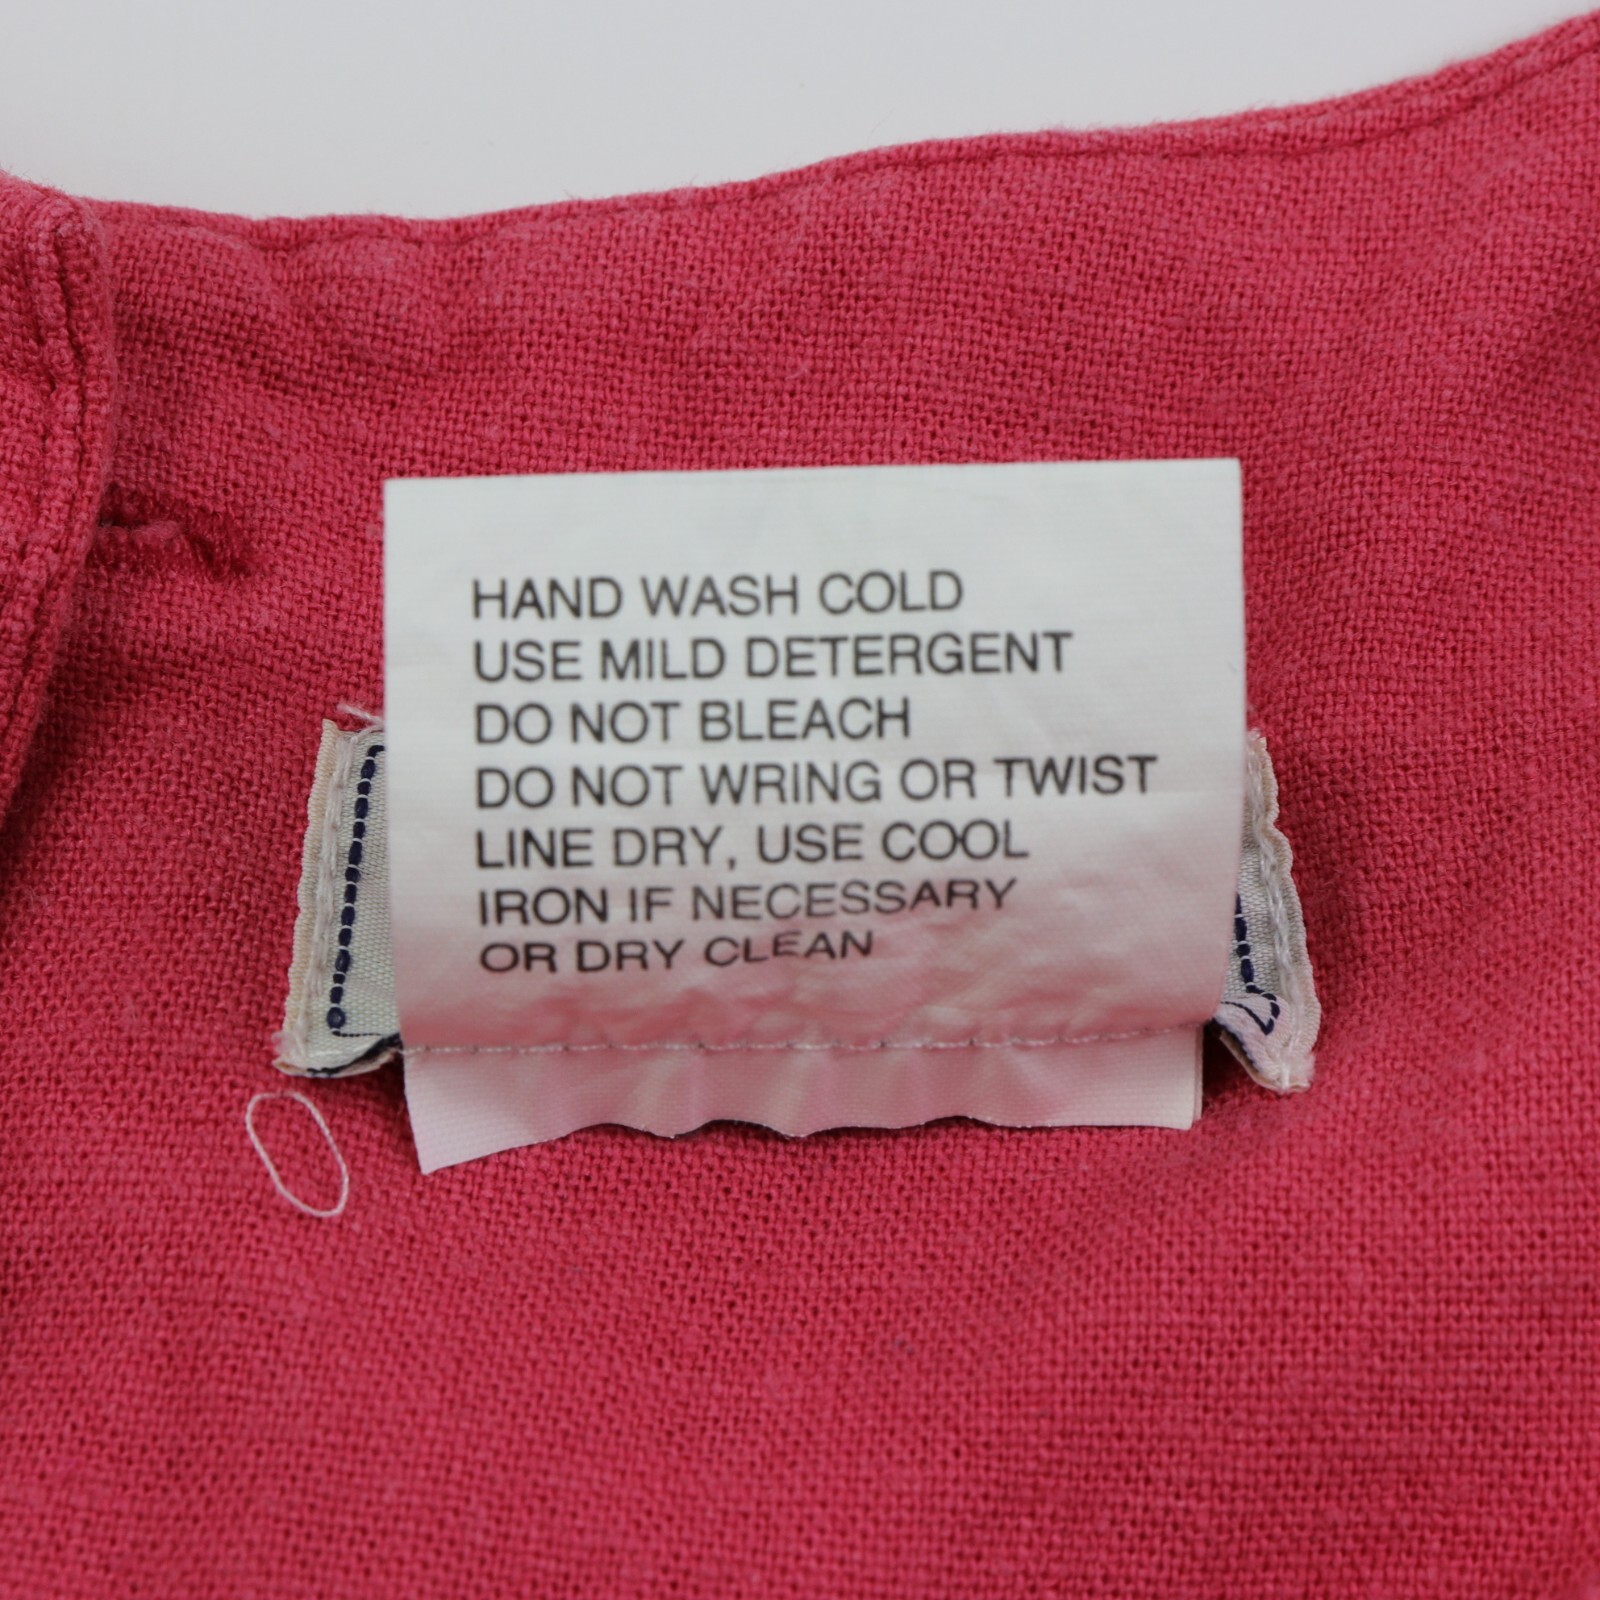 HAND WASH COLD
USE MILD DETERGENT
DO NOT BLEACH
DO NOT WRING OR TWIST
LINE DRY, USE COOL
IRON IF NECESSARY
OR DRY CLEAN